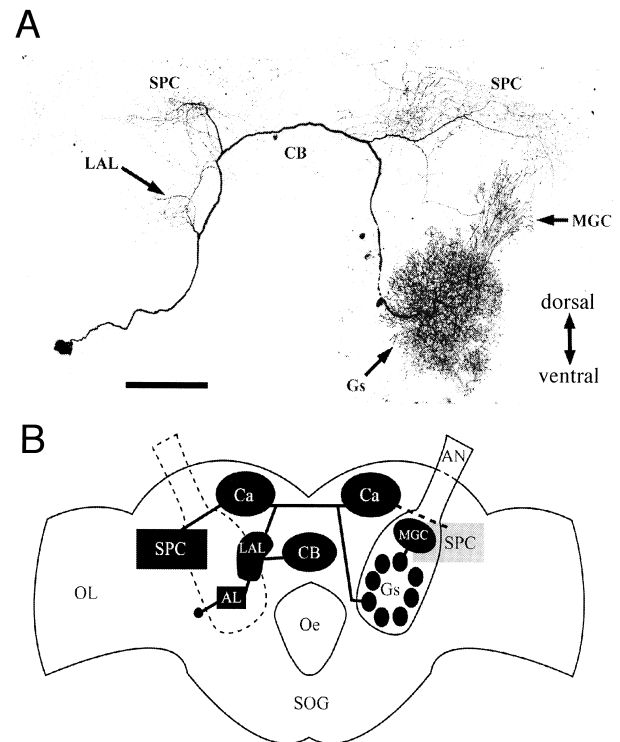 A
SPC
SPC
CB
LAL
MGC
dorsal
ventral
Gs
B
AN
Ca
Ca
MGC
SPC
LAL
CB
SPC
OL
AL
Gs
Oe
SOG